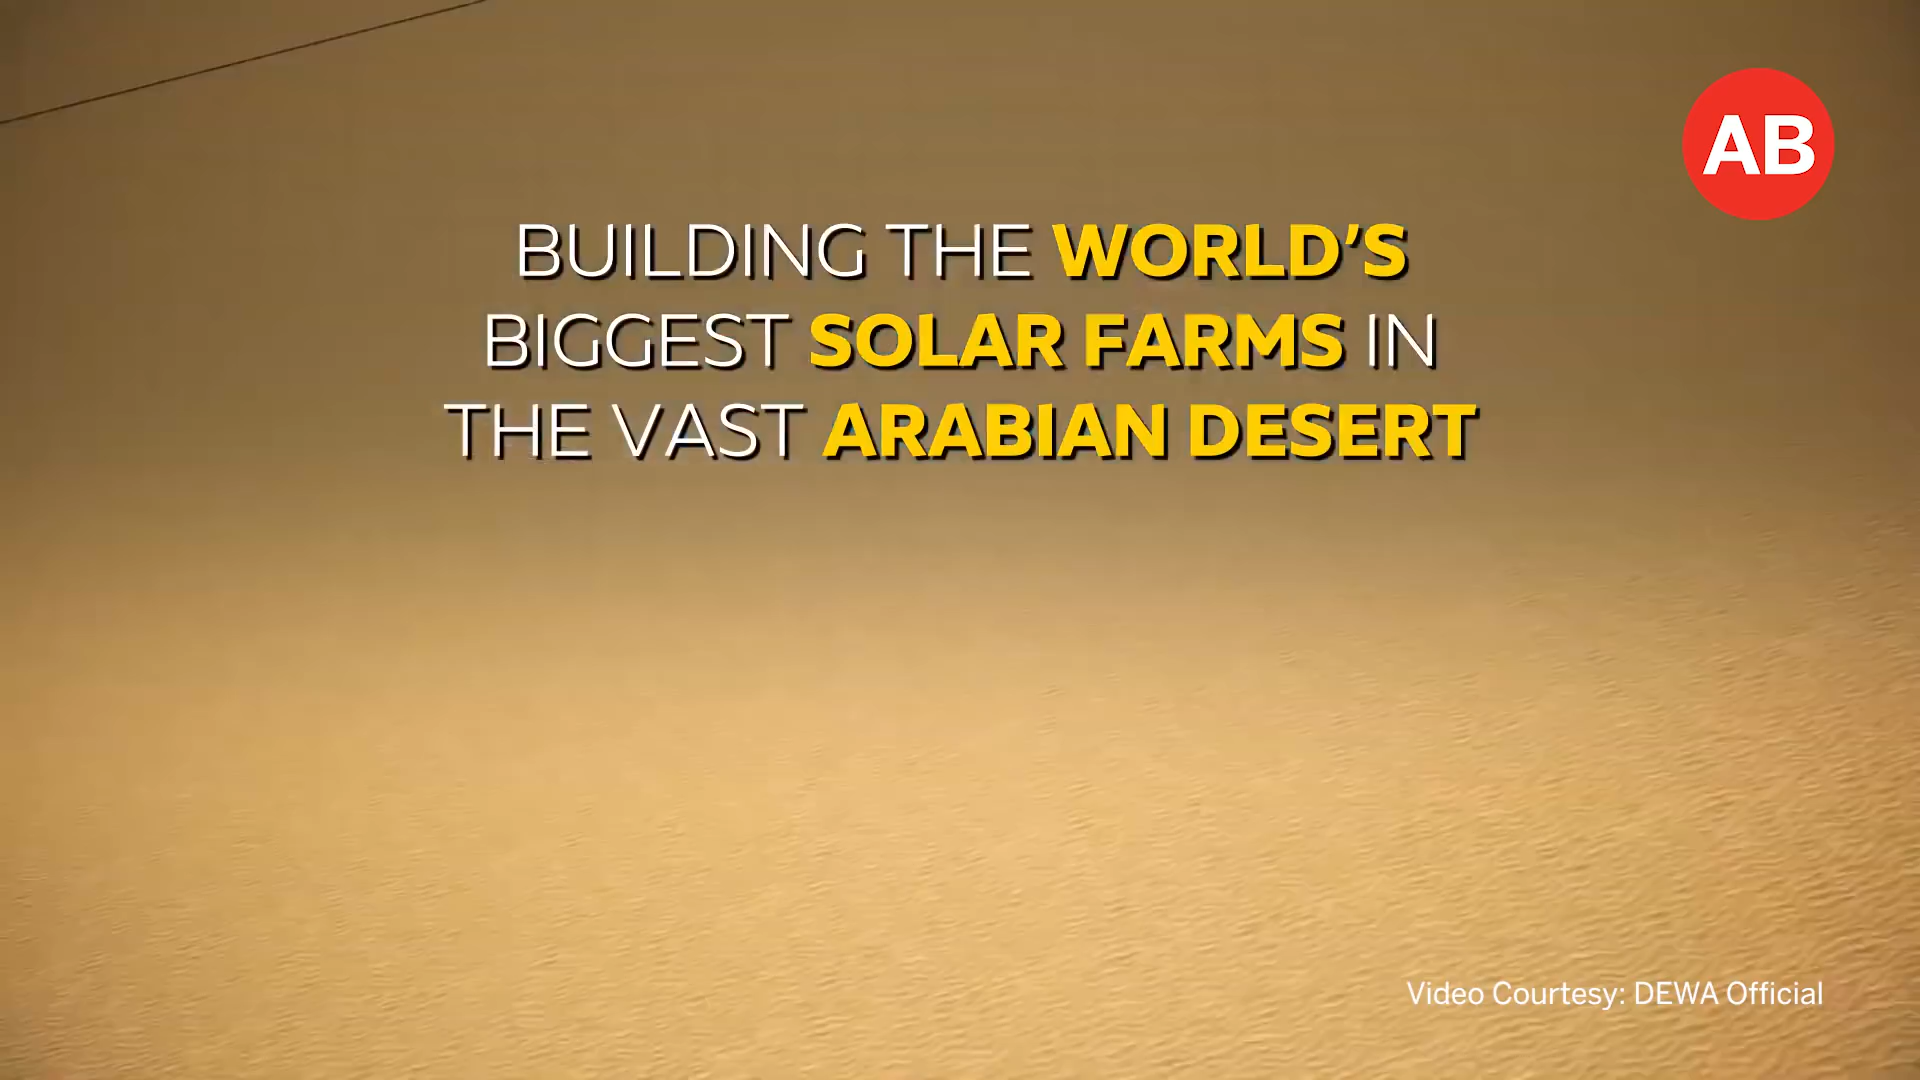 AB
BUILDING THE WORLD'S
BIGGEST SOLAR FARMS IN
THE VAST ARABIAN DESERT
Video Courtesy: DEWA Official